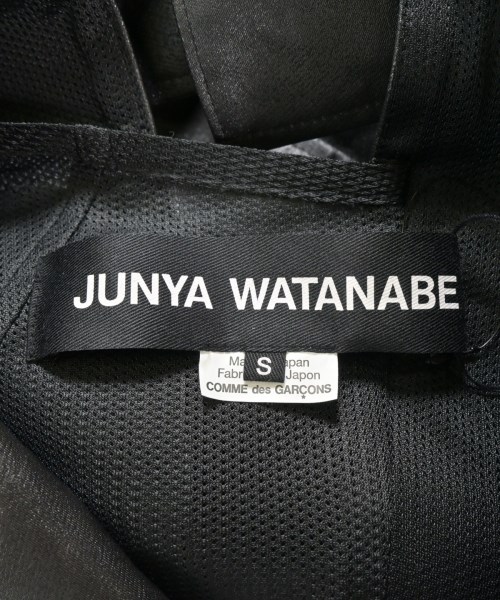 JUNYA WATANABE
S
Japan
Japon
COMME des GARÇONS